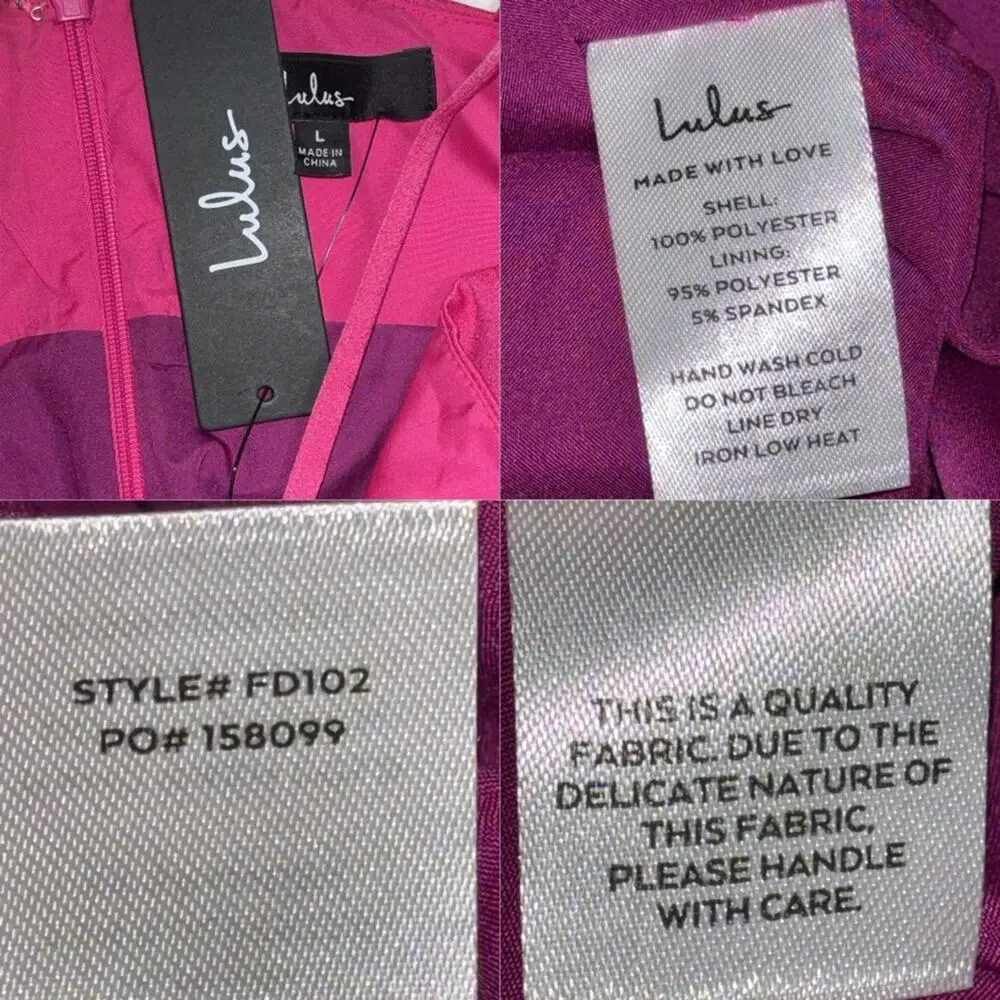 Lulus
Lulus
L
MADE IN
CHINA
Lulus
MADE WITH LOVE
SHELL:
100% POLYESTER
LINING:
95% POLYESTER
5% SPANDEX
HAND WASH COLD
DO NOT BLEACH
LINE DRY
IRON LOW HEAT
STYLE# FD102
PO# 158099
THIS IS A QUALITY
FABRIC. DUE TO THE
DELICATE NATURE OF
THIS FABRIC,
PLEASE HANDLE
WITH CARE.